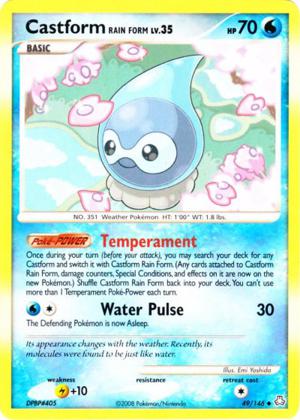 Castform RAIN FORM LV.35 HP 70
BASIC
NO. 351 Weather Pokémon HT: 1'00" WT: 1.8 lbs.
Poké-POWER Temperament
Once during your turn (before your attack), you may search your deck for any
Castform and switch it with Castform Rain Form. (Any cards attached to Castform
Rain Form, damage counters, Special Conditions, and effects on it are now on the
new Pokémon.) Shuffle Castform Rain Form back into your deck. You can't use
more than 1 Temperament Poké-Power each turn.
Water Pulse 30
The Defending Pokémon is now Asleep.
Its appearance changes with the weather. Recently, its
molecules were found to be just like water.
Illus. Emi Yoshida
weakness resistance retreat cost
+10
DPBP#405 ©2008 Pokémon/Nintendo 49/146